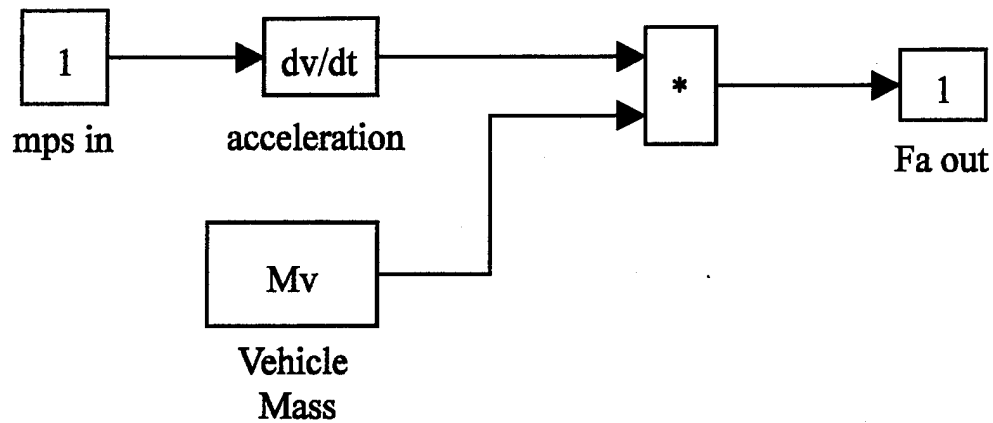 1
mps in
dv/dt
acceleration
*
1
Fa out
Mv
Vehicle
Mass